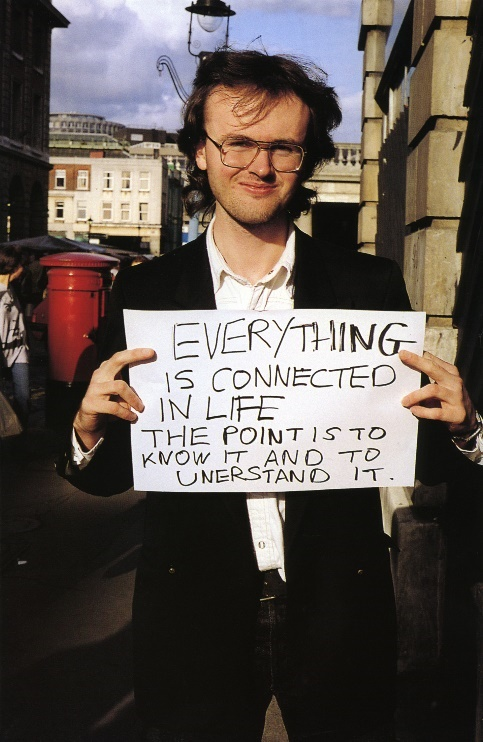 EVERYTHING
IS CONNECTED
IN LIFE
THE POINT IS TO
KNOW IT AND TO
UNERSTAND IT.